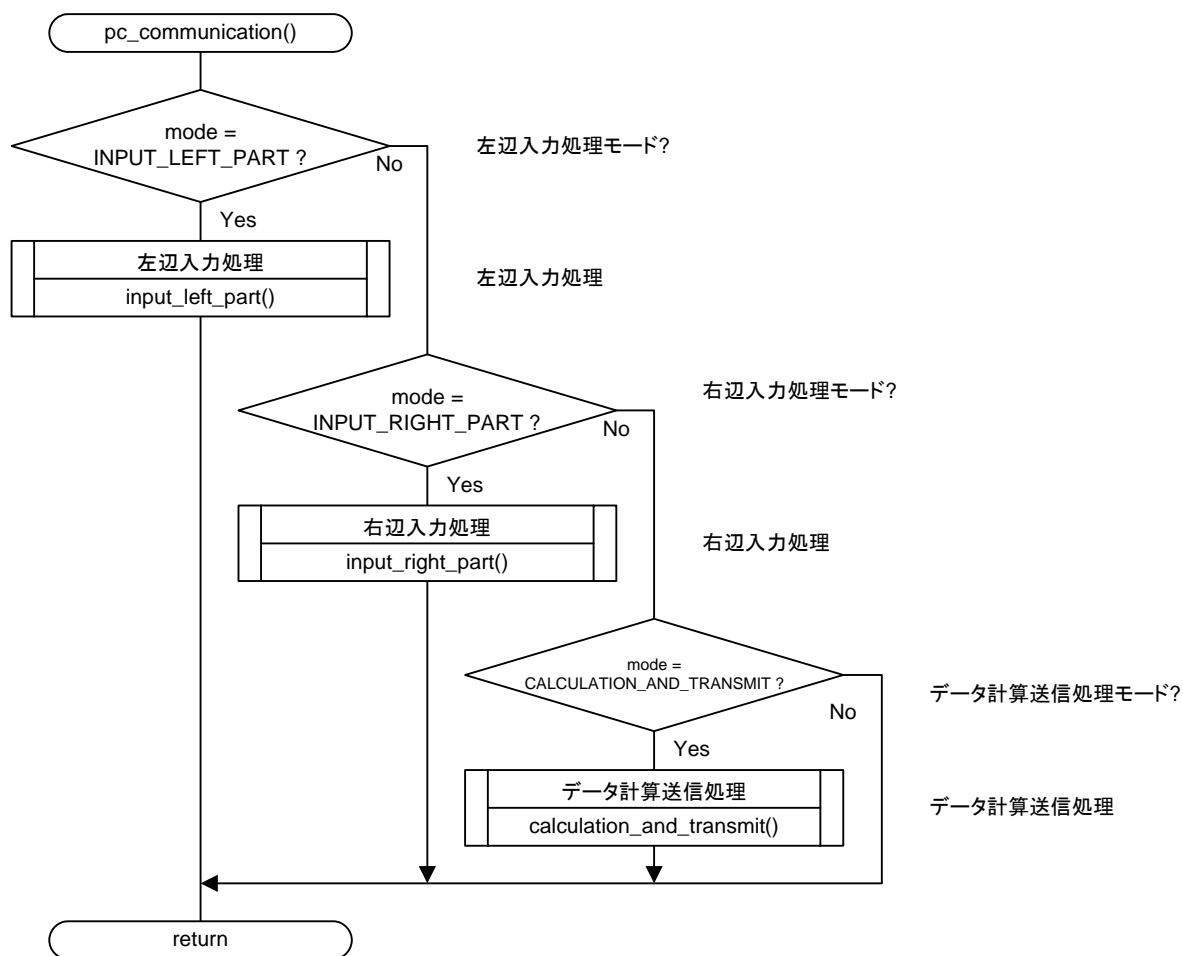 pc_communication()
mode =
INPUT_LEFT_PART ?
No
左辺入力処理モード?
Yes
左辺入力処理
input_left_part()
左辺入力処理
mode =
INPUT_RIGHT_PART ?
No
右辺入力処理モード?
Yes
右辺入力処理
input_right_part()
右辺入力処理
mode =
CALCULATION_AND_TRANSMIT ?
No
データ計算送信処理モード?
Yes
データ計算送信処理
calculation_and_transmit()
データ計算送信処理
return